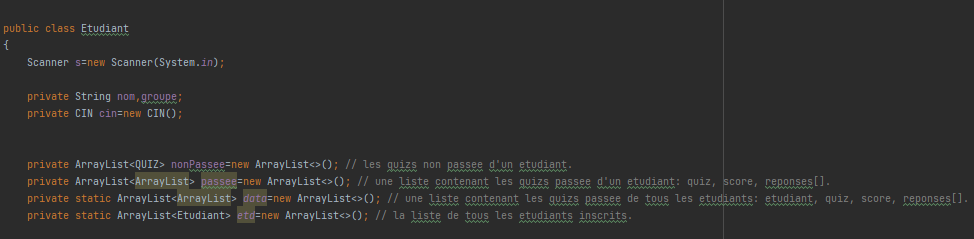 public class Etudiant
{
Scanner s=new Scanner(System.in);
private String nom,groupe;
private CIN cin=new CIN();
private ArrayList<QUIZ> nonPassee=new ArrayList<>(); // les quizs non passee d'un etudiant.
private ArrayList<ArrayList> passee=new ArrayList<>(); // une liste contenant les quizs passee d'un etudiant: quiz, score, reponses[].
private static ArrayList<ArrayList> data=new ArrayList<>(); // une liste contenant les quizs passee de tous les etudiants: etudiant, quiz, score, reponses[].
private static ArrayList<Etudiant> etd=new ArrayList<>(); // la liste de tous les etudiants inscrits.